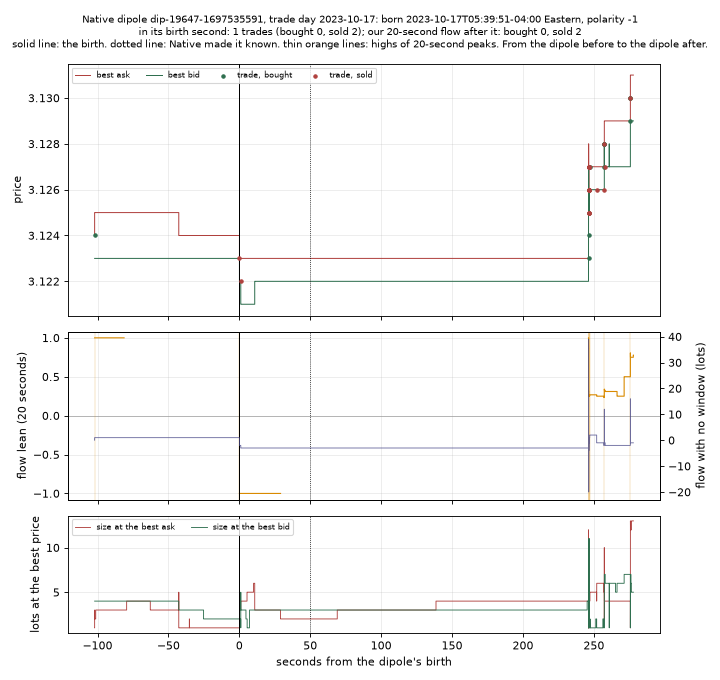 Native dipole dip-19647-1697535591, trade day 2023-10-17: born 2023-10-17T05:39:51-04:00 Eastern, polarity -1
in its birth second: 1 trades (bought 0, sold 2); our 20-second flow after it: bought 0, sold 2
solid line: the birth. dotted line: Native made it known. thin orange lines: highs of 20-second peaks. From the dipole before to the dipole after.
best ask
best bid
trade, bought
trade, sold
3.130
3.128
3.126
3.124
3.122
price
1.0
0.5
0.0
−0.5
−1.0
flow lean (20 seconds)
40
30
20
10
0
−10
−20
flow with no window (lots)
size at the best ask
size at the best bid
10
5
lots at the best price
−100
−50
0
50
100
150
200
250
seconds from the dipole's birth